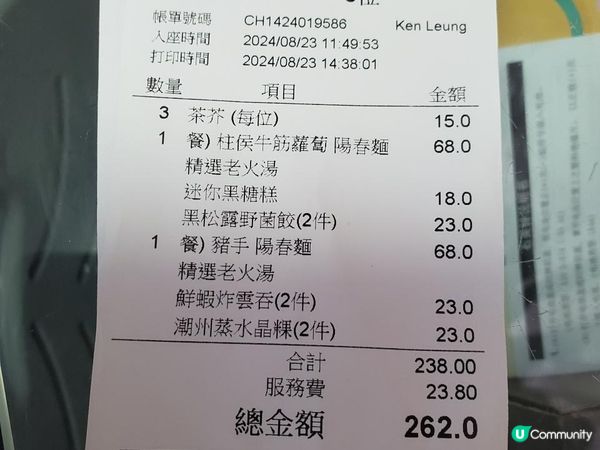 位
帳單號碼 CH1424019586 Ken Leung
入座時間 2024/08/23 11:49:53
打印時間 2024/08/23 14:38:01
數量 項目 金額
3 茶芥 (每位) 15.0
1 餐) 柱侯牛筋蘿蔔 陽春麵 68.0
精選老火湯
迷你黑糖糕 18.0
黑松露野菌餃(2件) 23.0
1 餐) 豬手 陽春麵 68.0
精選老火湯
鮮蝦炸雲吞(2件) 23.0
潮州蒸水晶粿(2件) 23.0
合計 238.00
服務費 23.80
總金額 262.0
U Community